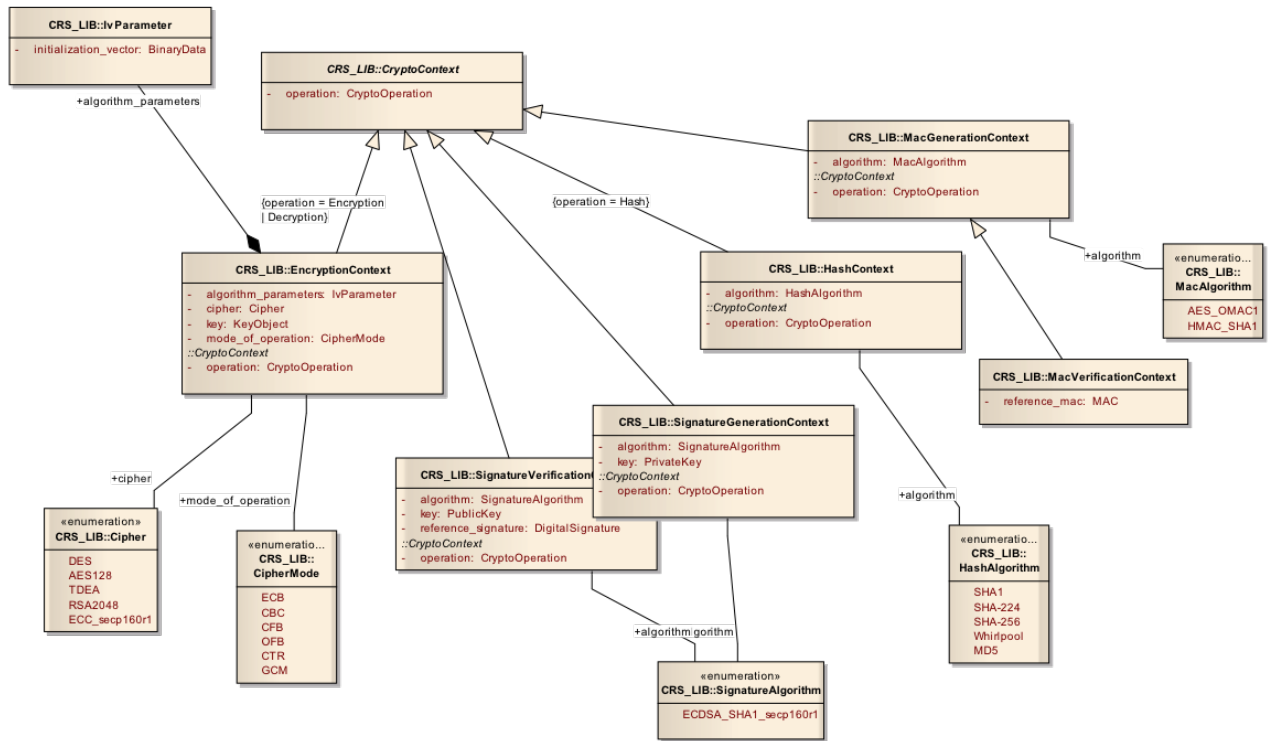 CRS_LIB::IvParameter
- initialization_vector: BinaryData
+algorithm_parameters
CRS_LIB::CryptoContext
- operation: CryptoOperation
CRS_LIB::MacGenerationContext
- algorithm: MacAlgorithm
::CryptoContext
- operation: CryptoOperation
{operation = Encryption
| Decryption}
{operation = Hash}
+algorithm
«enumeratio...
CRS_LIB::
MacAlgorithm
AES_OMAC1
HMAC_SHA1
CRS_LIB::EncryptionContext
- algorithm_parameters: IvParameter
- cipher: Cipher
- key: KeyObject
- mode_of_operation: CipherMode
::CryptoContext
- operation: CryptoOperation
CRS_LIB::HashContext
- algorithm: HashAlgorithm
::CryptoContext
- operation: CryptoOperation
CRS_LIB::MacVerificationContext
- reference_mac: MAC
CRS_LIB::SignatureGenerationContext
- algorithm: SignatureAlgorithm
- key: PrivateKey
::CryptoContext
- operation: CryptoOperation
CRS_LIB::SignatureVerification
- algorithm: SignatureAlgorithm
- key: PublicKey
- reference_signature: DigitalSignature
::CryptoContext
- operation: CryptoOperation
+cipher
+mode_of_operation
+algorithm
«enumeration»
CRS_LIB::Cipher
DES
AES128
TDEA
RSA2048
ECC_secp160r1
«enumeratio...
CRS_LIB::
CipherMode
ECB
CBC
CFB
OFB
CTR
GCM
«enumeratio...
CRS_LIB::
HashAlgorithm
SHA1
SHA-224
SHA-256
Whirlpool
MD5
+algorithm gorithm
«enumeration»
CRS_LIB::SignatureAlgorithm
ECDSA_SHA1_secp160r1